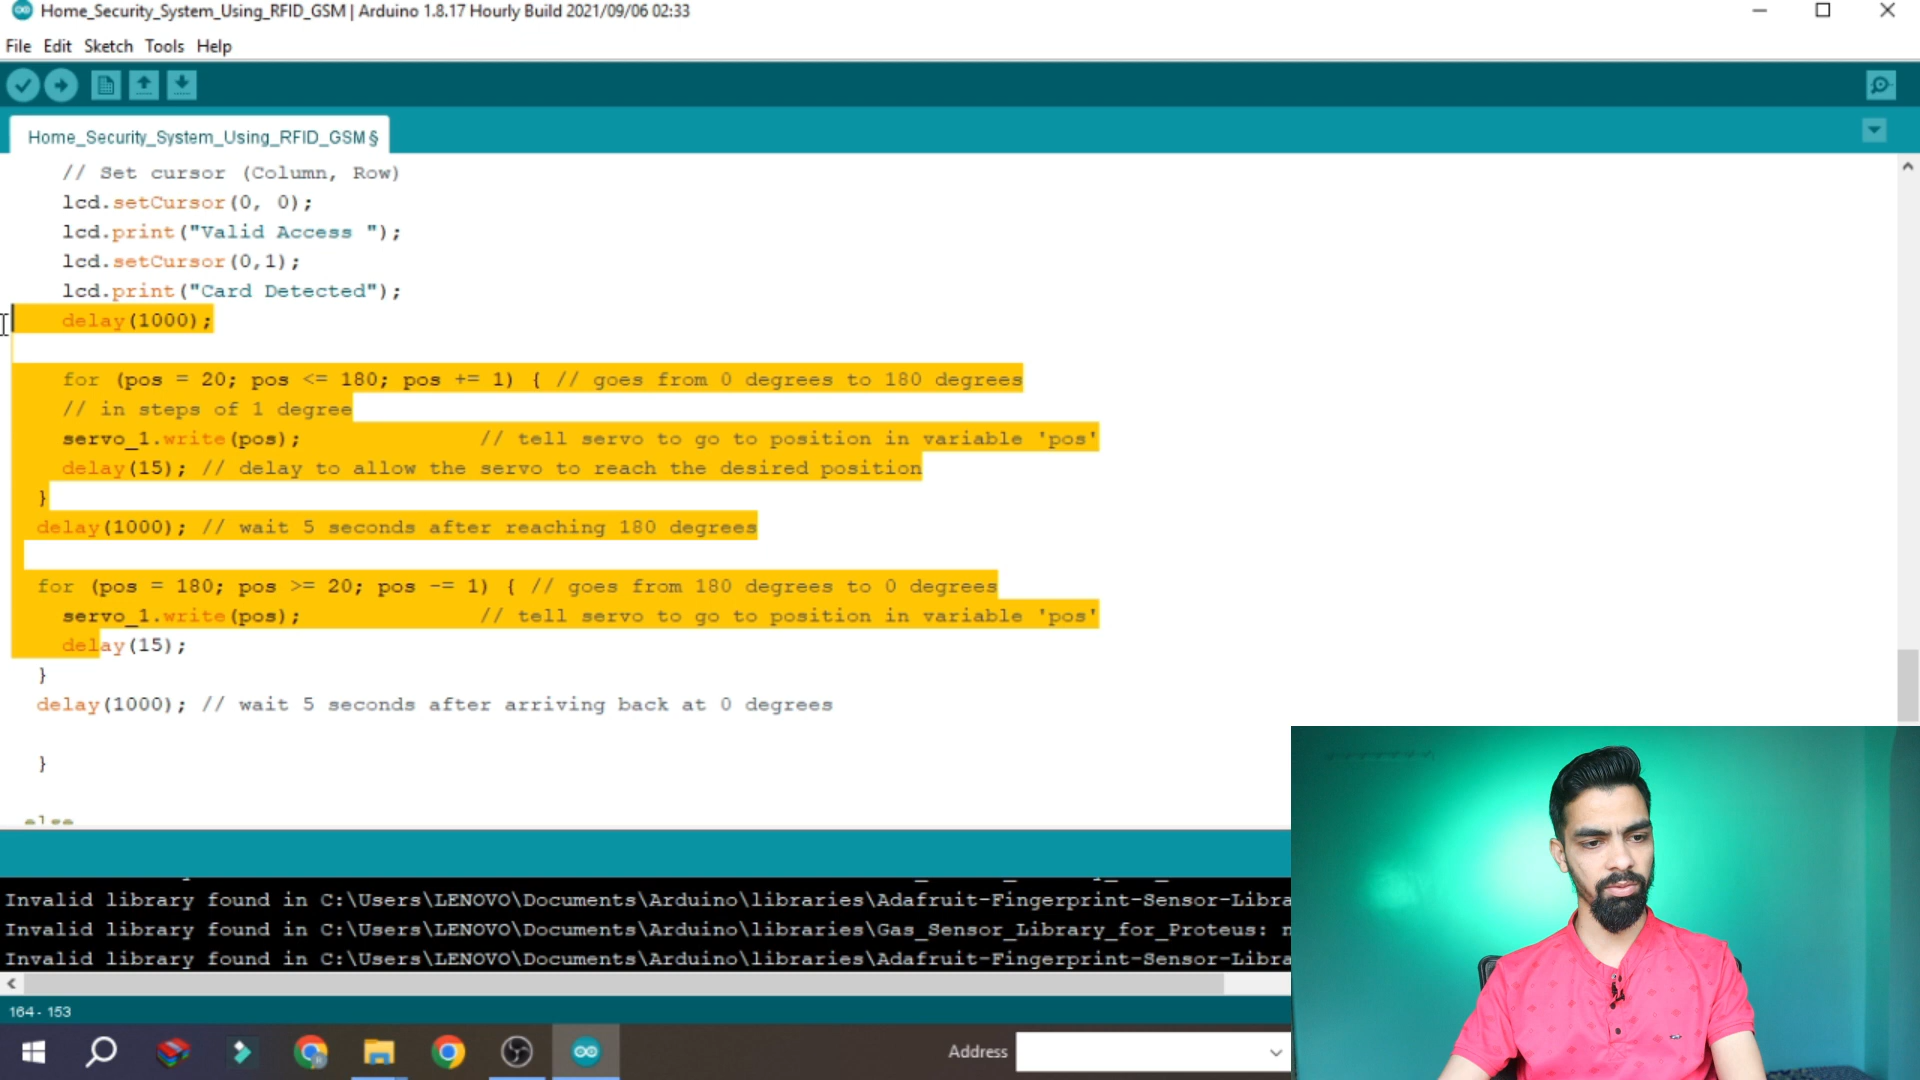 Home_Security_System_Using_RFID_GSM | Arduino 1.8.17 Hourly Build 2021/09/06 02:33
File Edit Sketch Tools Help
Home_Security_System_Using_RFID_GSM §
// Set cursor (Column, Row)
lcd.setCursor(0, 0);
lcd.print("Valid Access ");
lcd.setCursor(0,1);
lcd.print("Card Detected");
delay(1000);
for (pos = 20; pos <= 180; pos += 1) { // goes from 0 degrees to 180 degrees
// in steps of 1 degree
servo_1.write(pos);               // tell servo to go to position in variable 'pos'
delay(15); // delay to allow the servo to reach the desired position
}
delay(1000); // wait 5 seconds after reaching 180 degrees
for (pos = 180; pos >= 20; pos -= 1) { // goes from 180 degrees to 0 degrees
servo_1.write(pos);               // tell servo to go to position in variable 'pos'
delay(15);
}
delay(1000); // wait 5 seconds after arriving back at 0 degrees
}
else
Invalid library found in C:\Users\LENOVO\Documents\Arduino\libraries\Adafruit-Fingerprint-Sensor-Libra
Invalid library found in C:\Users\LENOVO\Documents\Arduino\libraries\Gas_Sensor_Library_for_Proteus: n
Invalid library found in C:\Users\LENOVO\Documents\Arduino\libraries\Adafruit-Fingerprint-Sensor-Libra
164 - 153
Address